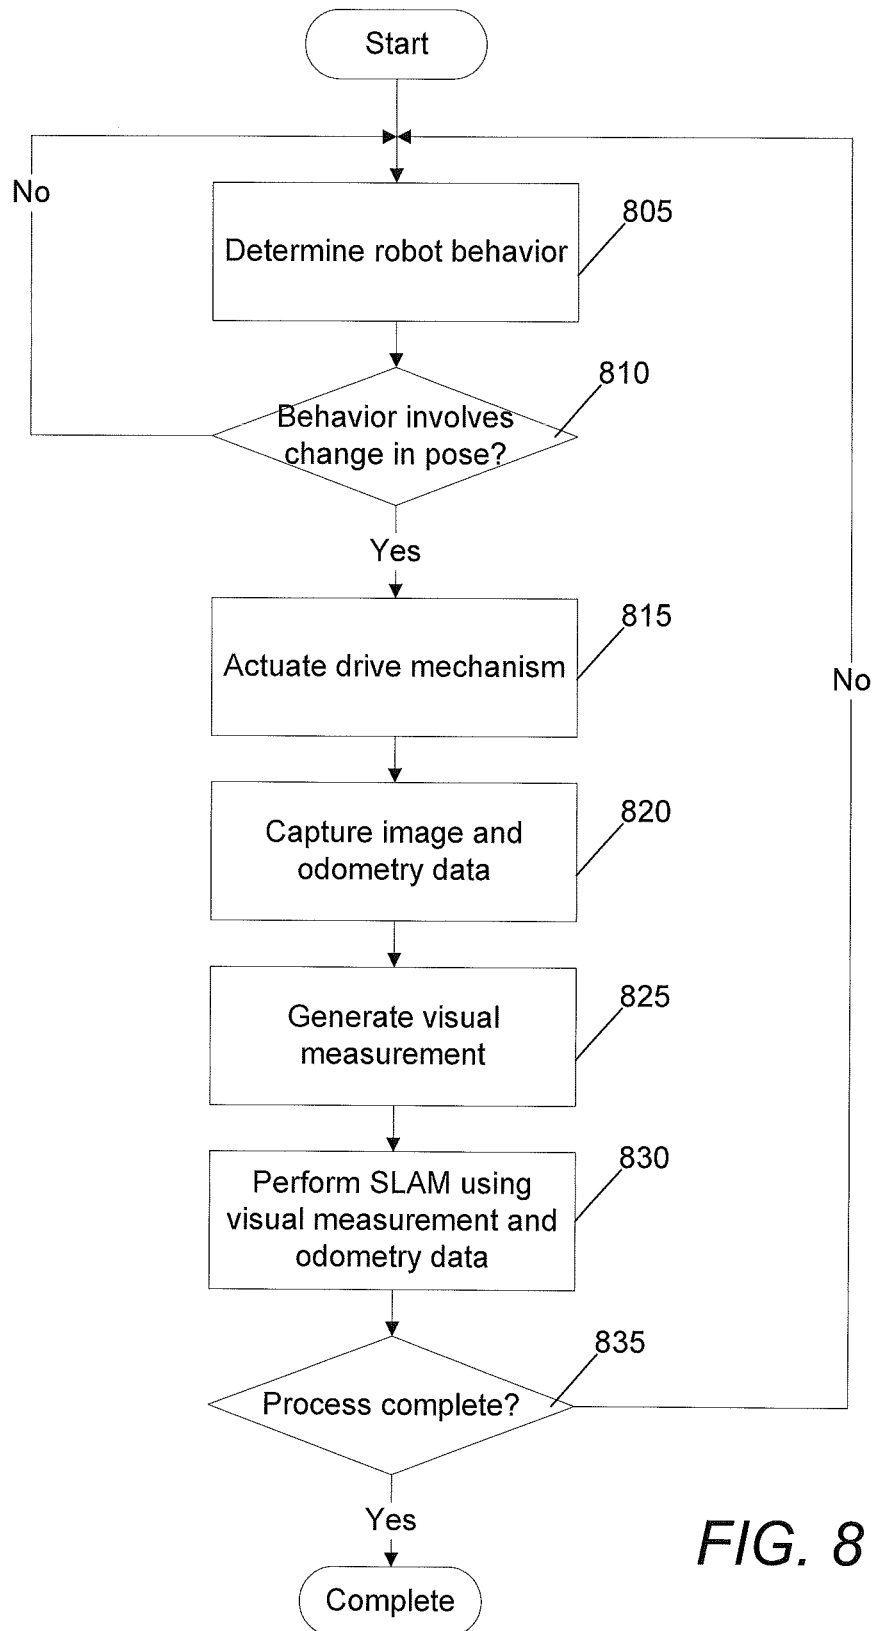 Start
No
Determine robot behavior
805
810
Behavior involves
change in pose?
Yes
Actuate drive mechanism
815
No
Capture image and
odometry data
820
Generate visual
measurement
825
Perform SLAM using
visual measurement and
odometry data
830
Process complete?
835
Yes
Complete
FIG. 8